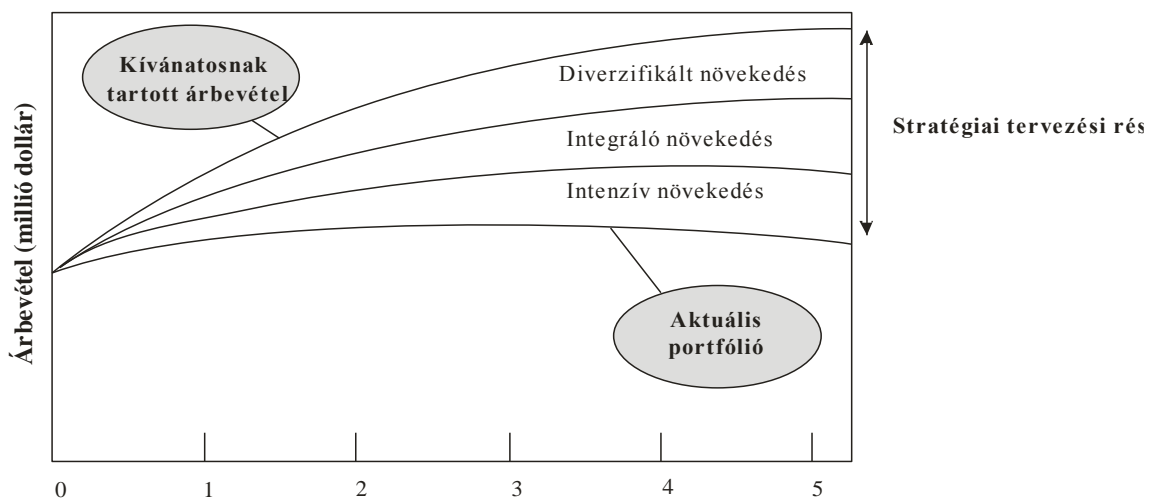 Kívánatosnak
tartott árbevétel
Diverzifikált növekedés
Stratégiai tervezési rés
Integráló növekedés
Intenzív növekedés
Árbevétel (millió dollár)
Aktuális
portfólió
0 1 2 3 4 5